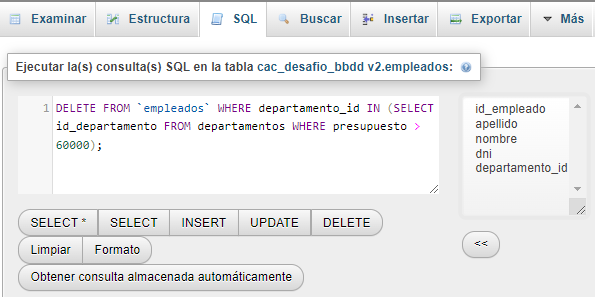 Examinar Estructura SQL Buscar Insertar Exportar Más
Ejecutar la(s) consulta(s) SQL en la tabla cac_desafio_bbdd v2.empleados:
1 DELETE FROM `empleados` WHERE departamento_id IN (SELECT
id_departamento FROM departamentos WHERE presupuesto >
60000);
id_empleado
apellido
nombre
dni
departamento_id
SELECT * SELECT INSERT UPDATE DELETE
Limpiar Formato
<<
Obtener consulta almacenada automáticamente